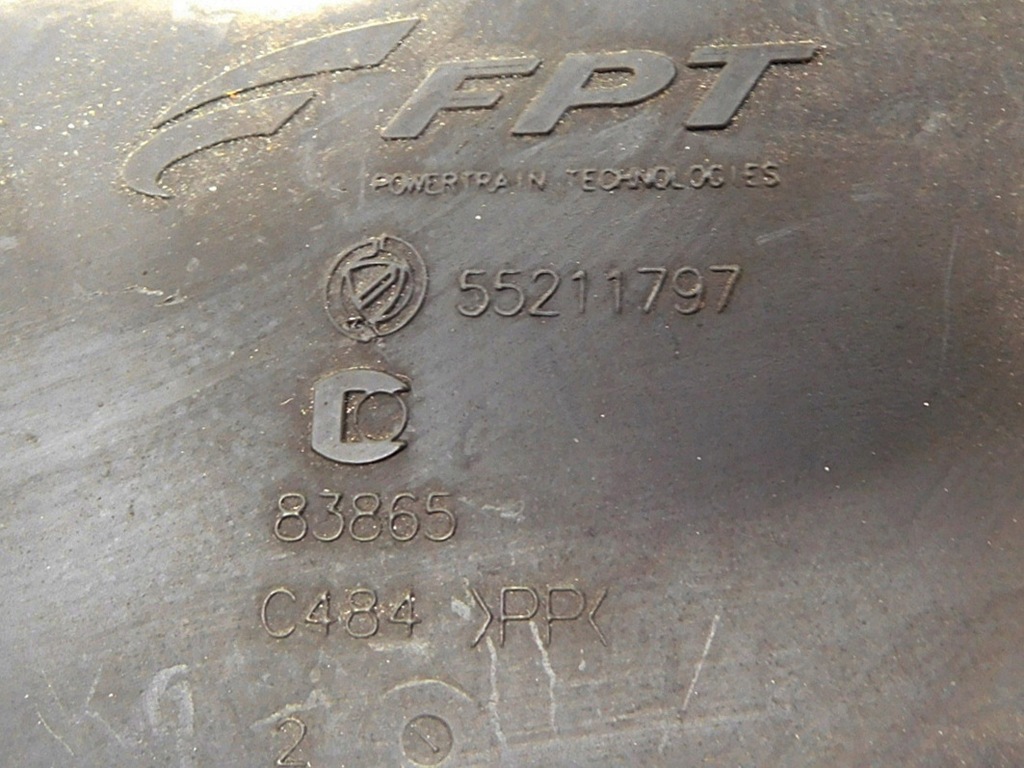 FPT
POWERTRAIN TECHNOLOGIES
55211797
83865
C484 >PP<
2